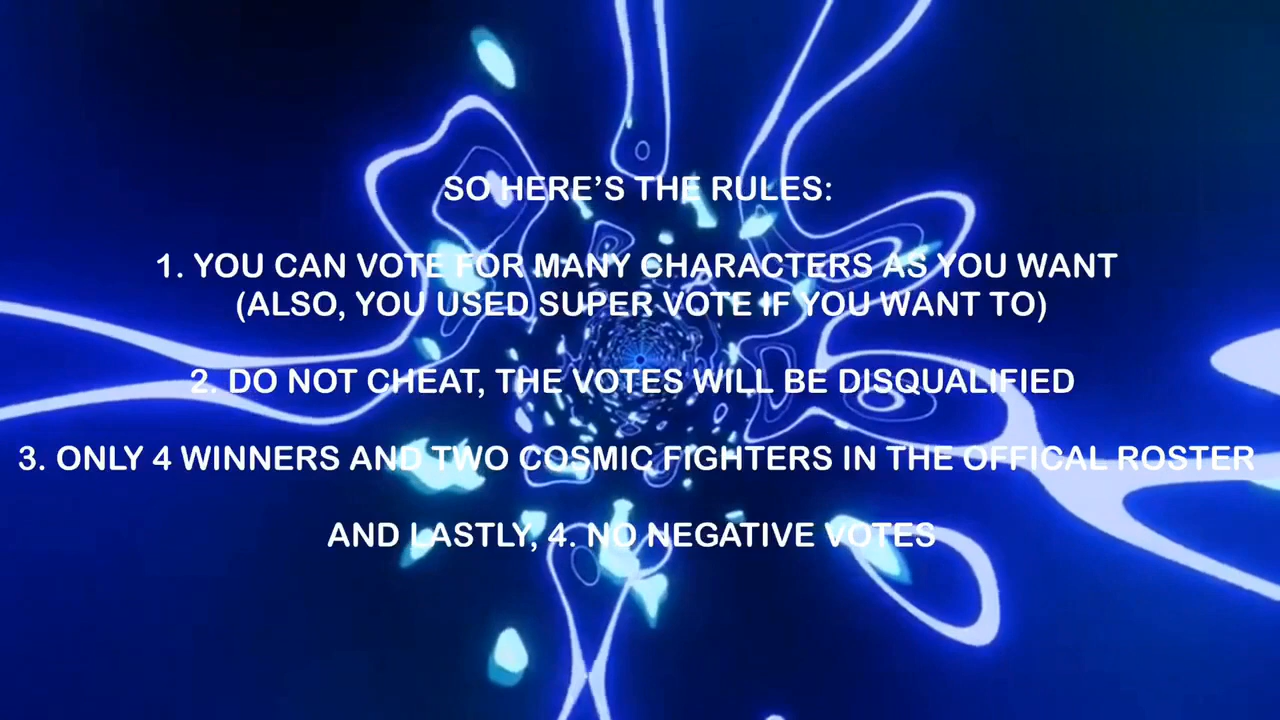 SO HERE’S THE RULES:
1. YOU CAN VOTE FOR MANY CHARACTERS AS YOU WANT
(ALSO, YOU USED SUPER VOTE IF YOU WANT TO)
2. DO NOT CHEAT, THE VOTES WILL BE DISQUALIFIED
3. ONLY 4 WINNERS AND TWO COSMIC FIGHTERS IN THE OFFICAL ROSTER
AND LASTLY, 4. NO NEGATIVE VOTES